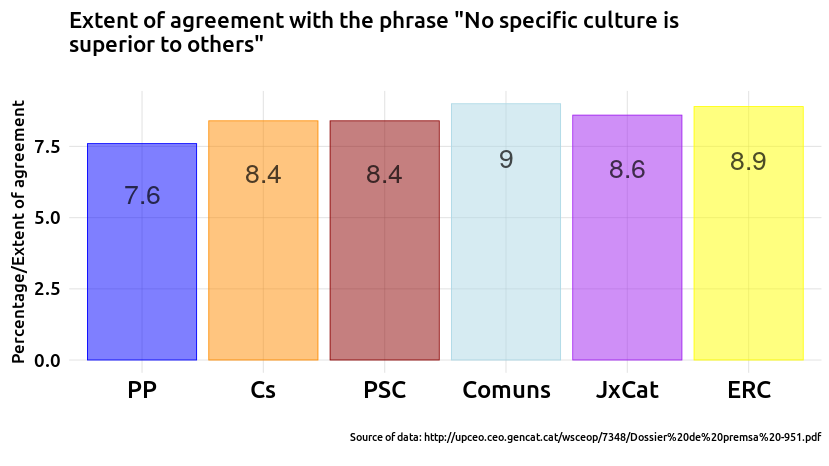 Extent of agreement with the phrase "No specific culture is
superior to others"
Percentage/Extent of agreement
7.5
5.0
2.5
0.0
7.6
8.4
8.4
9
8.6
8.9
PP
Cs
PSC
Comuns
JxCat
ERC
Source of data: http://upceo.ceo.gencat.cat/wsceop/7348/Dossier%20de%20premsa%20-951.pdf